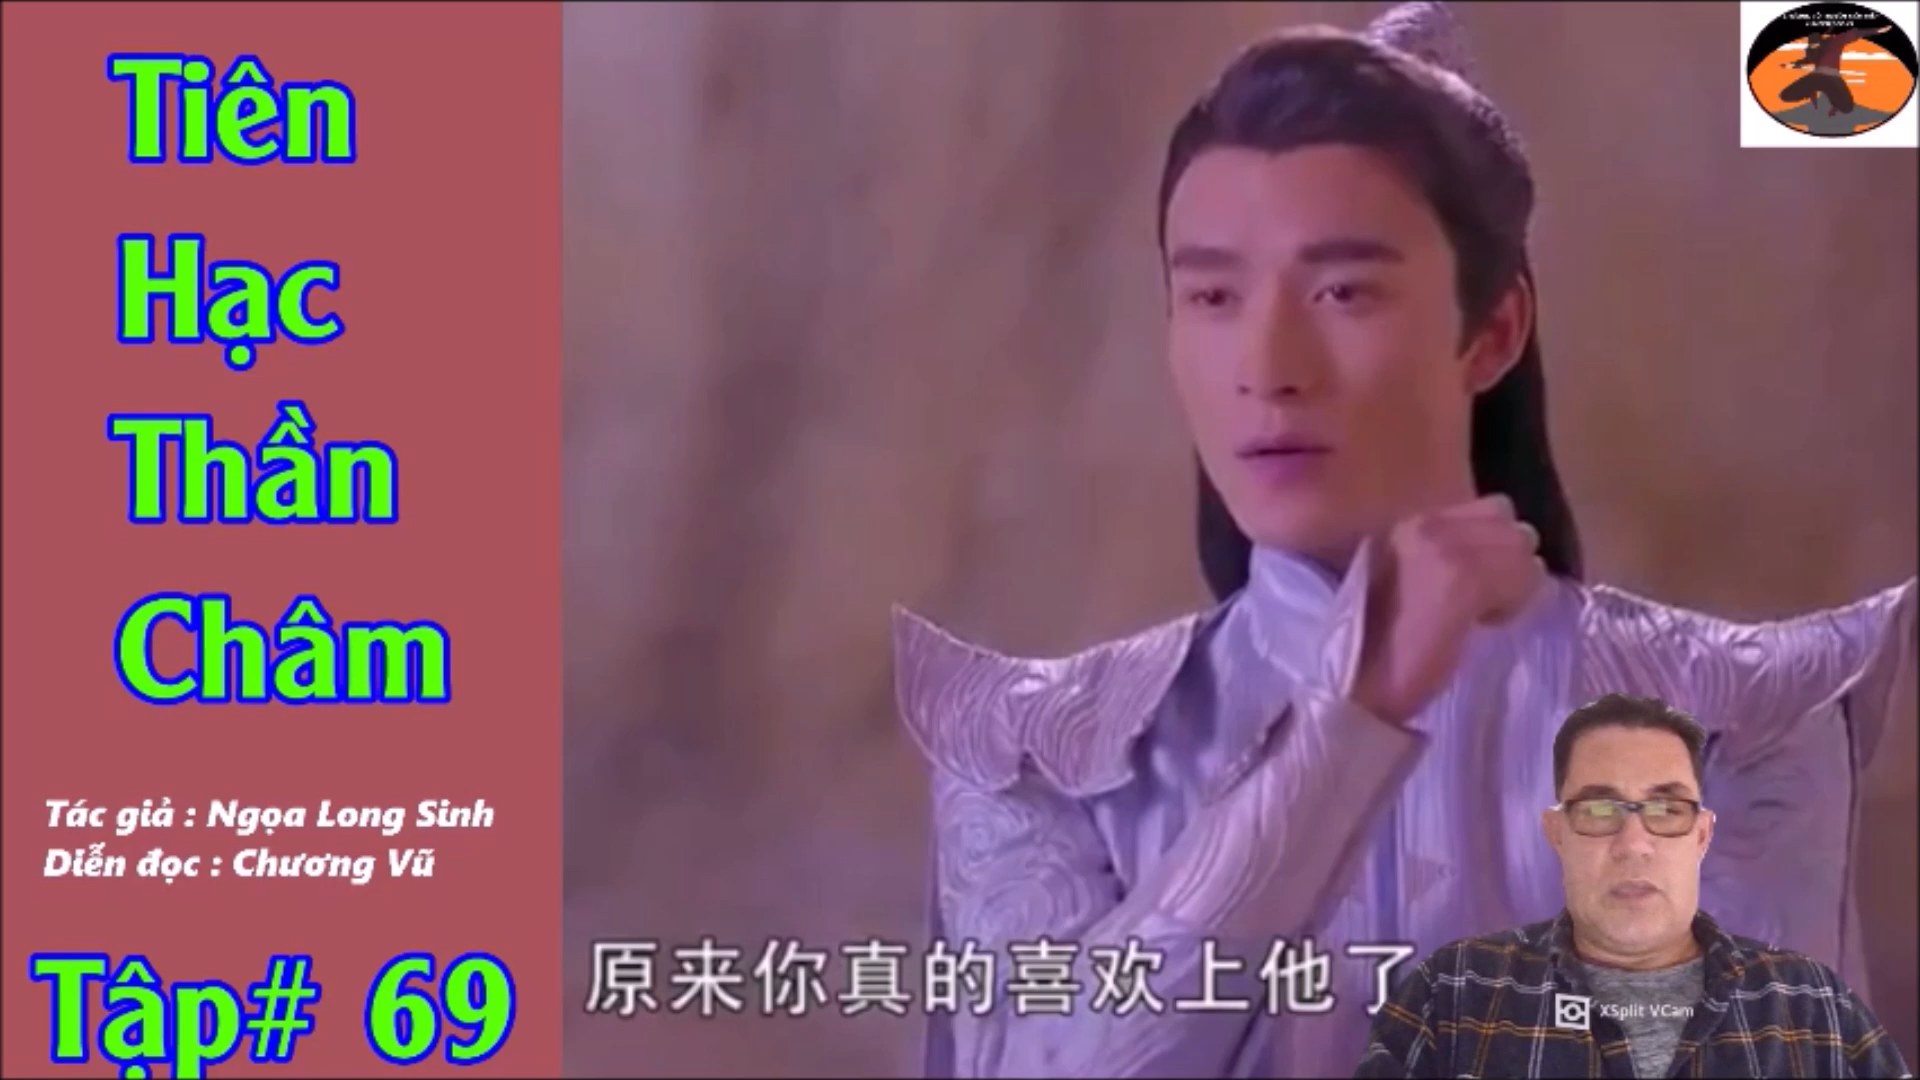 Tiên
Hạc
Thần
Châm
Tác giả : Ngọa Long Sinh
Diễn đọc : Chương Vũ
Tập# 69
原来你真的喜欢上他了
XSplit VCam